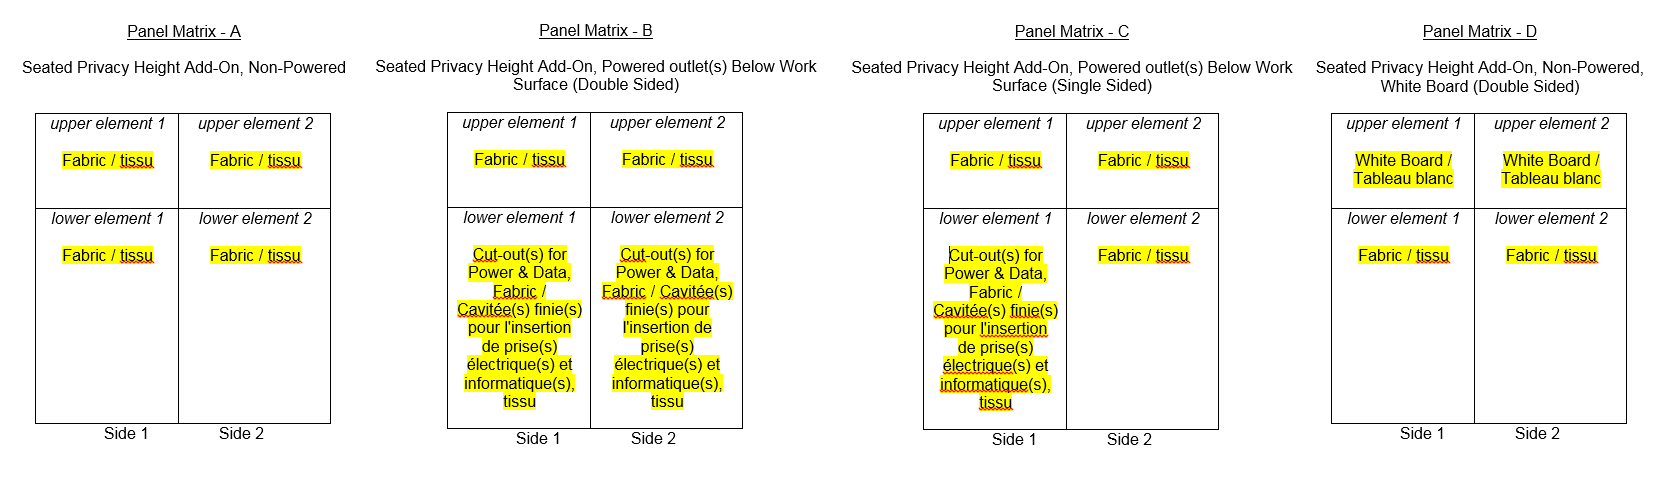 Panel Matrix - A
Seated Privacy Height Add-On, Non-Powered
upper element 1
Fabric / tissu
upper element 2
Fabric / tissu
lower element 1
Fabric / tissu
lower element 2
Fabric / tissu
Side 1
Side 2
Panel Matrix - B
Seated Privacy Height Add-On, Powered outlet(s) Below Work
Surface (Double Sided)
upper element 1
Fabric / tissu
upper element 2
Fabric / tissu
lower element 1
Cut-out(s) for
Power & Data,
Fabric /
Cavitée(s) finie(s)
pour l'insertion
de prise(s)
électrique(s) et
informatique(s),
tissu
lower element 2
Cut-out(s) for
Power & Data,
Fabric / Cavitée(s)
finie(s) pour
l'insertion de
prise(s)
électrique(s) et
informatique(s),
tissu
Side 1
Side 2
Panel Matrix - C
Seated Privacy Height Add-On, Powered outlet(s) Below Work
Surface (Single Sided)
upper element 1
Fabric / tissu
upper element 2
Fabric / tissu
lower element 1
Cut-out(s) for
Power & Data,
Fabric /
Cavitée(s) finie(s)
pour l'insertion
de prise(s)
électrique(s) et
informatique(s),
tissu
lower element 2
Fabric / tissu
Side 1
Side 2
Panel Matrix - D
Seated Privacy Height Add-On, Non-Powered,
White Board (Double Sided)
upper element 1
White Board /
Tableau blanc
upper element 2
White Board /
Tableau blanc
lower element 1
Fabric / tissu
lower element 2
Fabric / tissu
Side 1
Side 2